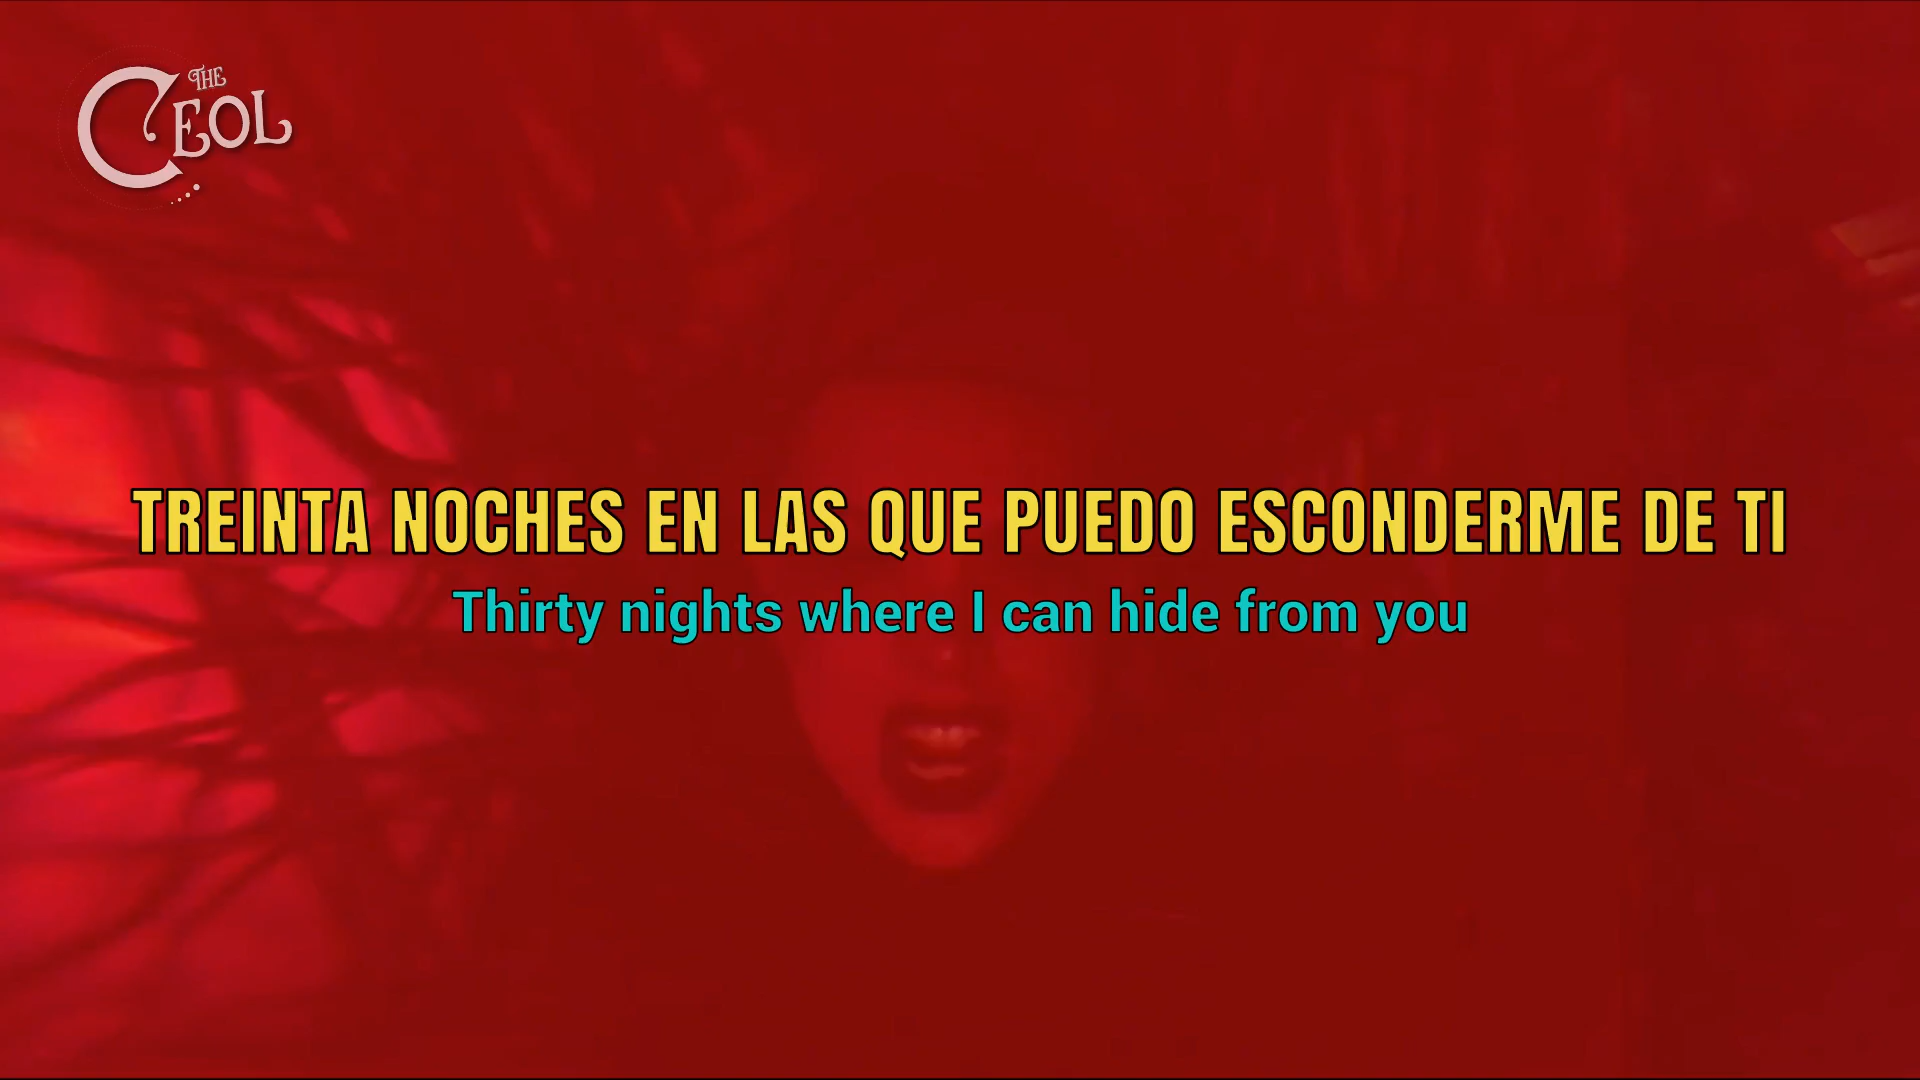 THE
CEOL
TREINTA NOCHES EN LAS QUE PUEDO ESCONDERME DE TI
Thirty nights where I can hide from you